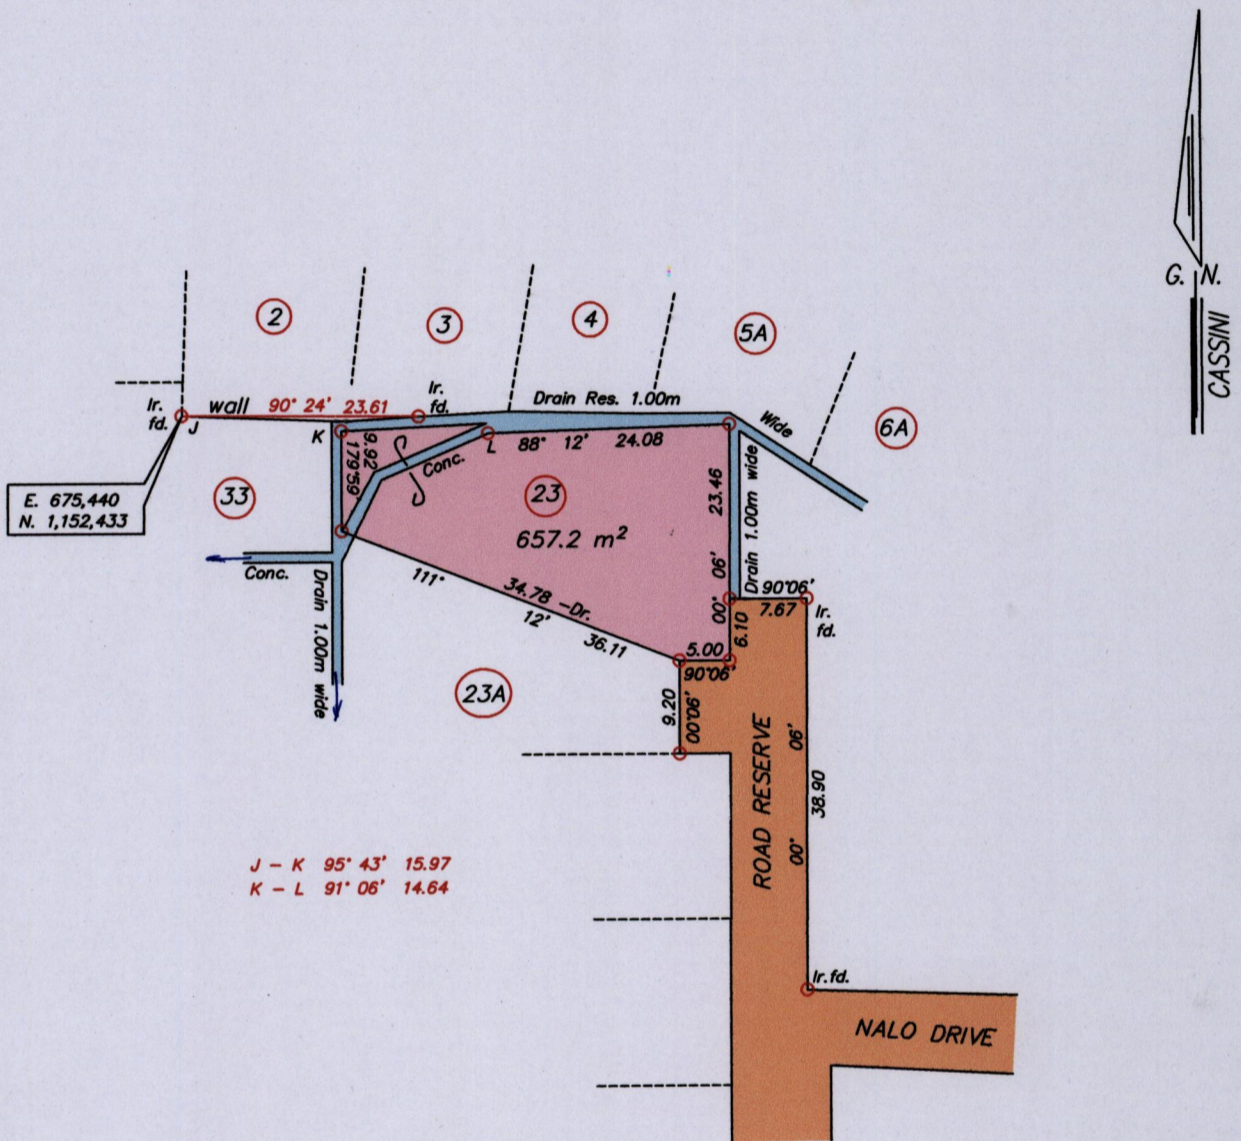 G. N.
CASSINI
2
3
4
5A
6A
Ir.
fd.
J
wall 90° 24' 23.61
Ir.
fd.
Drain Res. 1.00m
Wide
K
L
88° 12' 24.08
9.92
179°59'
Conc.
33
E. 675,440
N. 1,152,433
23
657.2 m²
23.46
00° 06'
Drain 1.00m wide
Conc.
Drain 1.00m wide
111° 12'
34.78 -Dr.
36.11
90°06'
7.67
Ir.
fd.
6.10
5.00
90°06'
9.20
00°06'
23A
ROAD RESERVE
00° 06'
38.90
J - K 95° 43' 15.97
K - L 91° 06' 14.64
Ir.fd.
NALO DRIVE